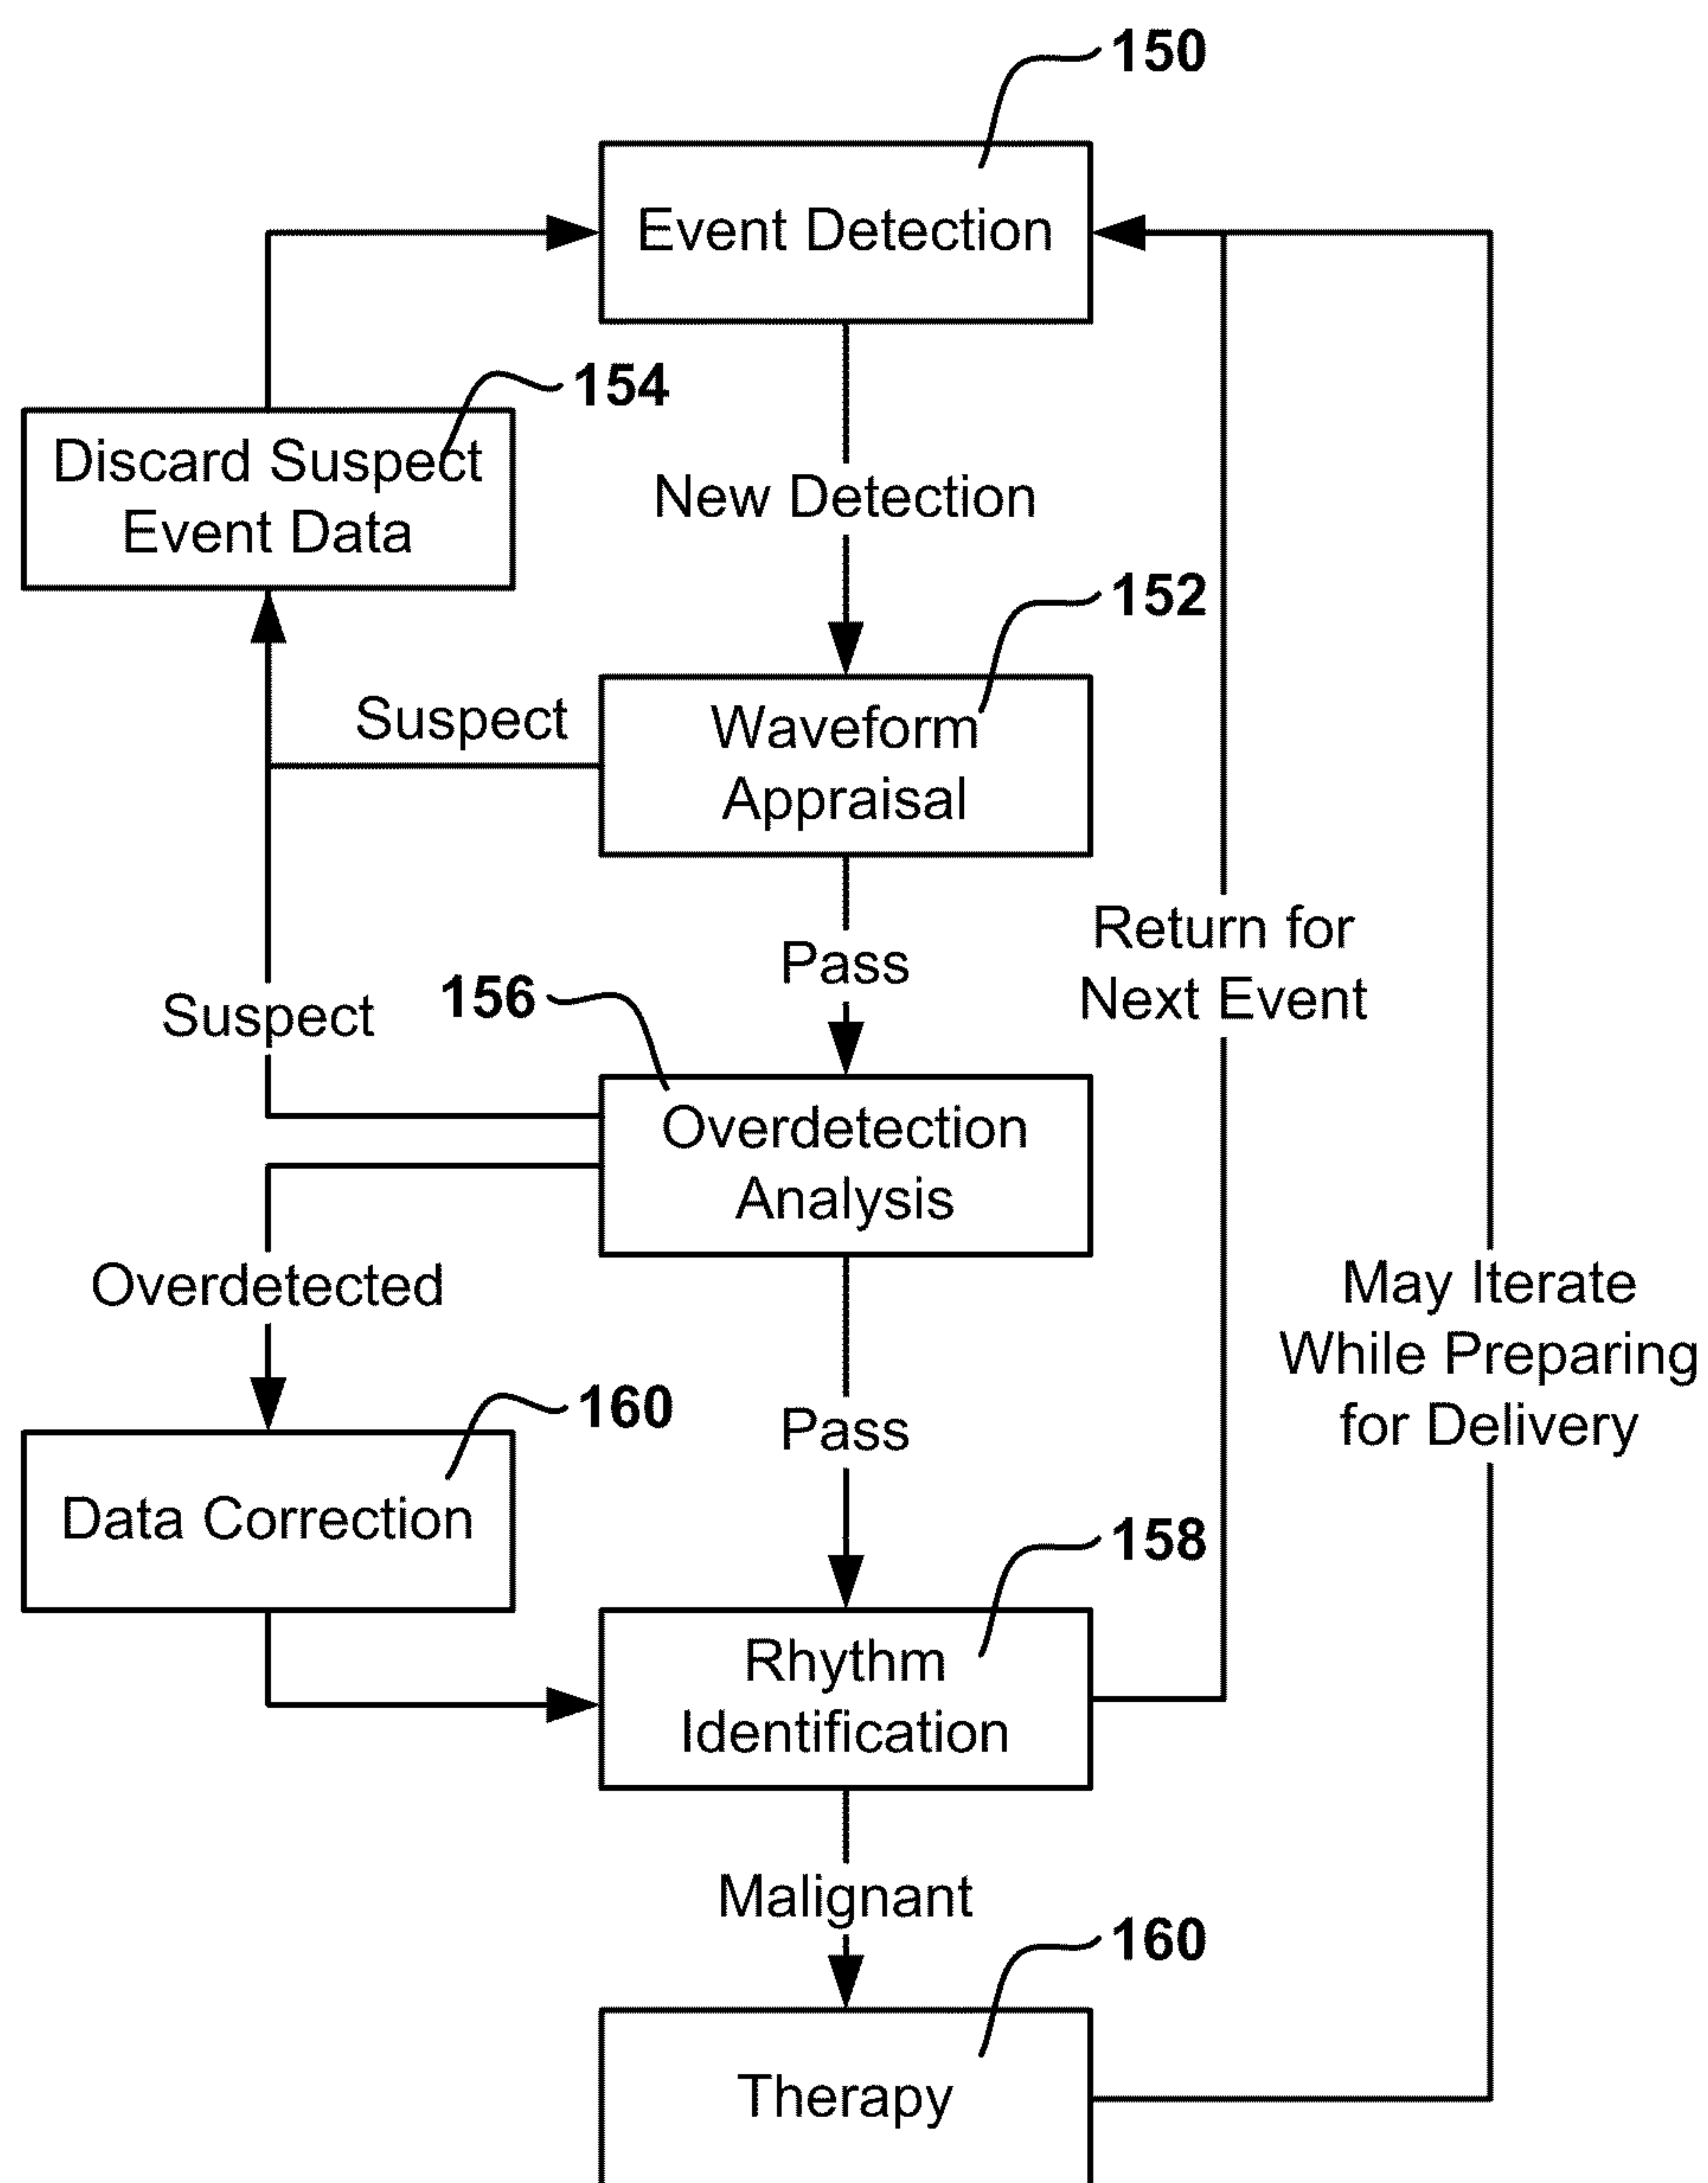 150
Event Detection
154
Discard Suspect
Event Data
New Detection
152
Suspect
Waveform
Appraisal
Return for
Next Event
Pass
156
Suspect
Overdetection
Analysis
Overdetected
May Iterate
While Preparing
for Delivery
160
Pass
Data Correction
158
Rhythm
Identification
Malignant
160
Therapy